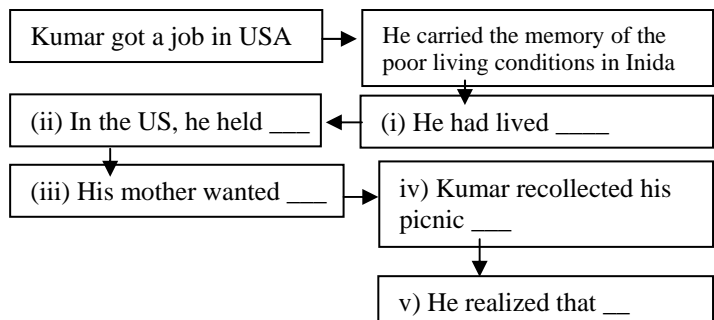 Kumar got a job in USA
He carried the memory of the
poor living conditions in Inida
(i) He had lived ____
(ii) In the US, he held ___
(iii) His mother wanted ___
iv) Kumar recollected his
picnic ___
v) He realized that __